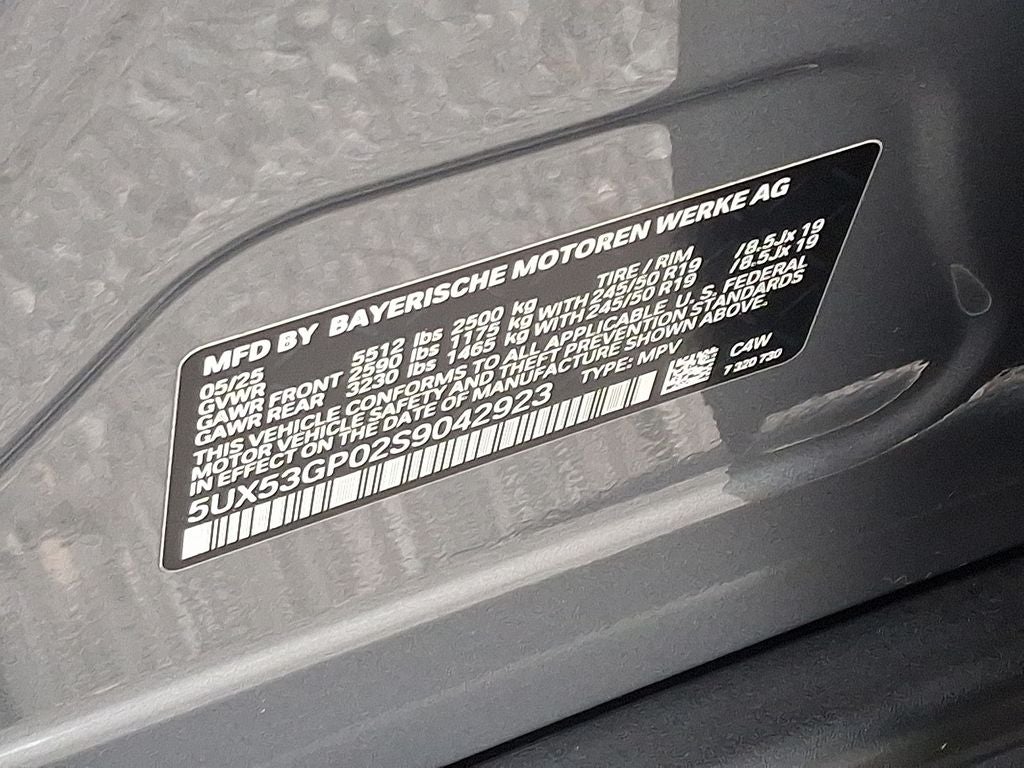 MFD BY BAYERISCHE MOTOREN WERKE AG
05/25 TIRE / RIM
GVWR 5512 lbs 2500 kg
GAWR FRONT 2590 lbs 1175 kg WITH 245/50 R19 /8.5Jx 19
GAWR REAR 3230 lbs 1465 kg WITH 245/50 R19 /8.5Jx 19
THIS VEHICLE CONFORMS TO ALL APPLICABLE U. S. FEDERAL
MOTOR VEHICLE SAFETY AND THEFT PREVENTION STANDARDS
IN EFFECT ON THE DATE OF MANUFACTURE SHOWN ABOVE.
5UX53GP02S9042923 TYPE: MPV C4W
7 320 730